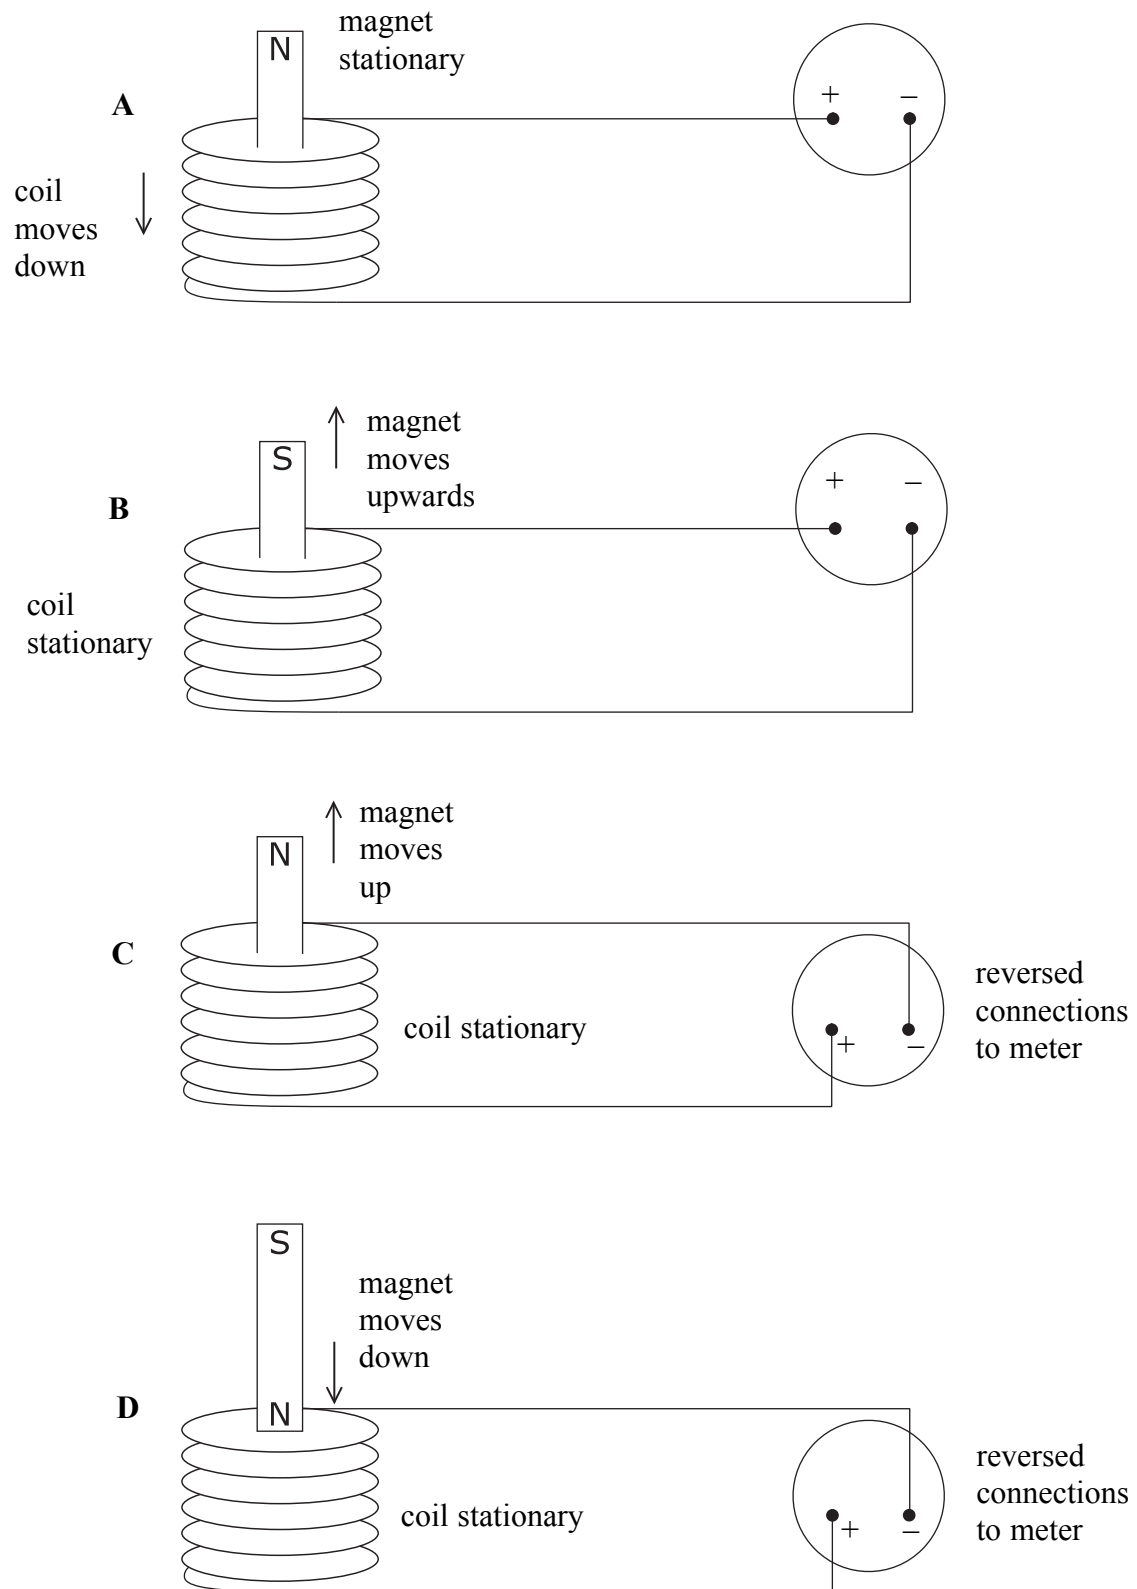 magnet
stationary
N
A
+ −
coil
moves
down
magnet
moves
upwards
S
B
+ −
coil
stationary
magnet
moves
up
N
C
coil stationary
+ −
reversed
connections
to meter
S
magnet
moves
down
D
N
coil stationary
+ −
reversed
connections
to meter